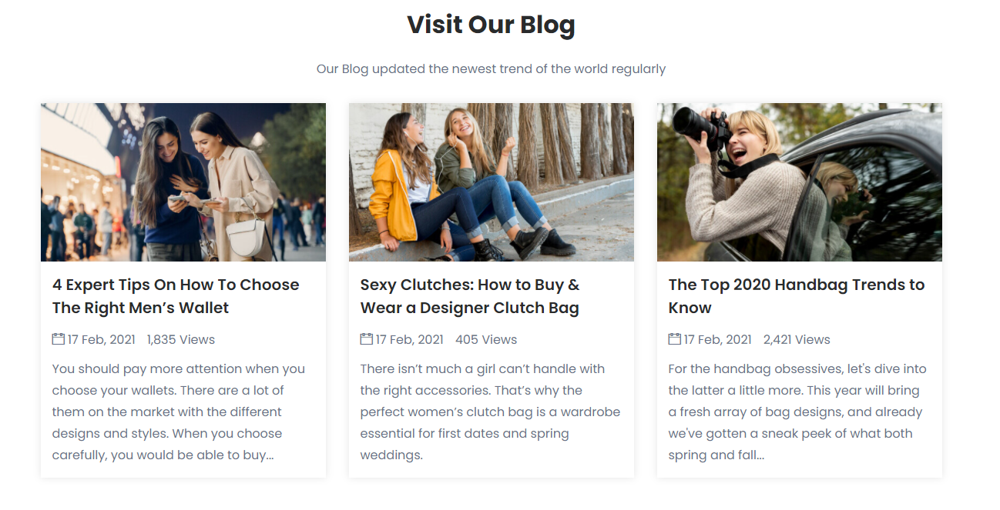 Visit Our Blog
Our Blog updated the newest trend of the world regularly
4 Expert Tips On How To Choose
The Right Men’s Wallet
17 Feb, 2021 1,835 Views
You should pay more attention when you
choose your wallets. There are a lot of
them on the market with the different
designs and styles. When you choose
carefully, you would be able to buy...
Sexy Clutches: How to Buy &
Wear a Designer Clutch Bag
17 Feb, 2021 405 Views
There isn’t much a girl can’t handle with
the right accessories. That’s why the
perfect women’s clutch bag is a wardrobe
essential for first dates and spring
weddings.
The Top 2020 Handbag Trends to
Know
17 Feb, 2021 2,421 Views
For the handbag obsessives, let's dive into
the latter a little more. This year will bring
a fresh array of bag designs, and already
we've gotten a sneak peek of what both
spring and fall...